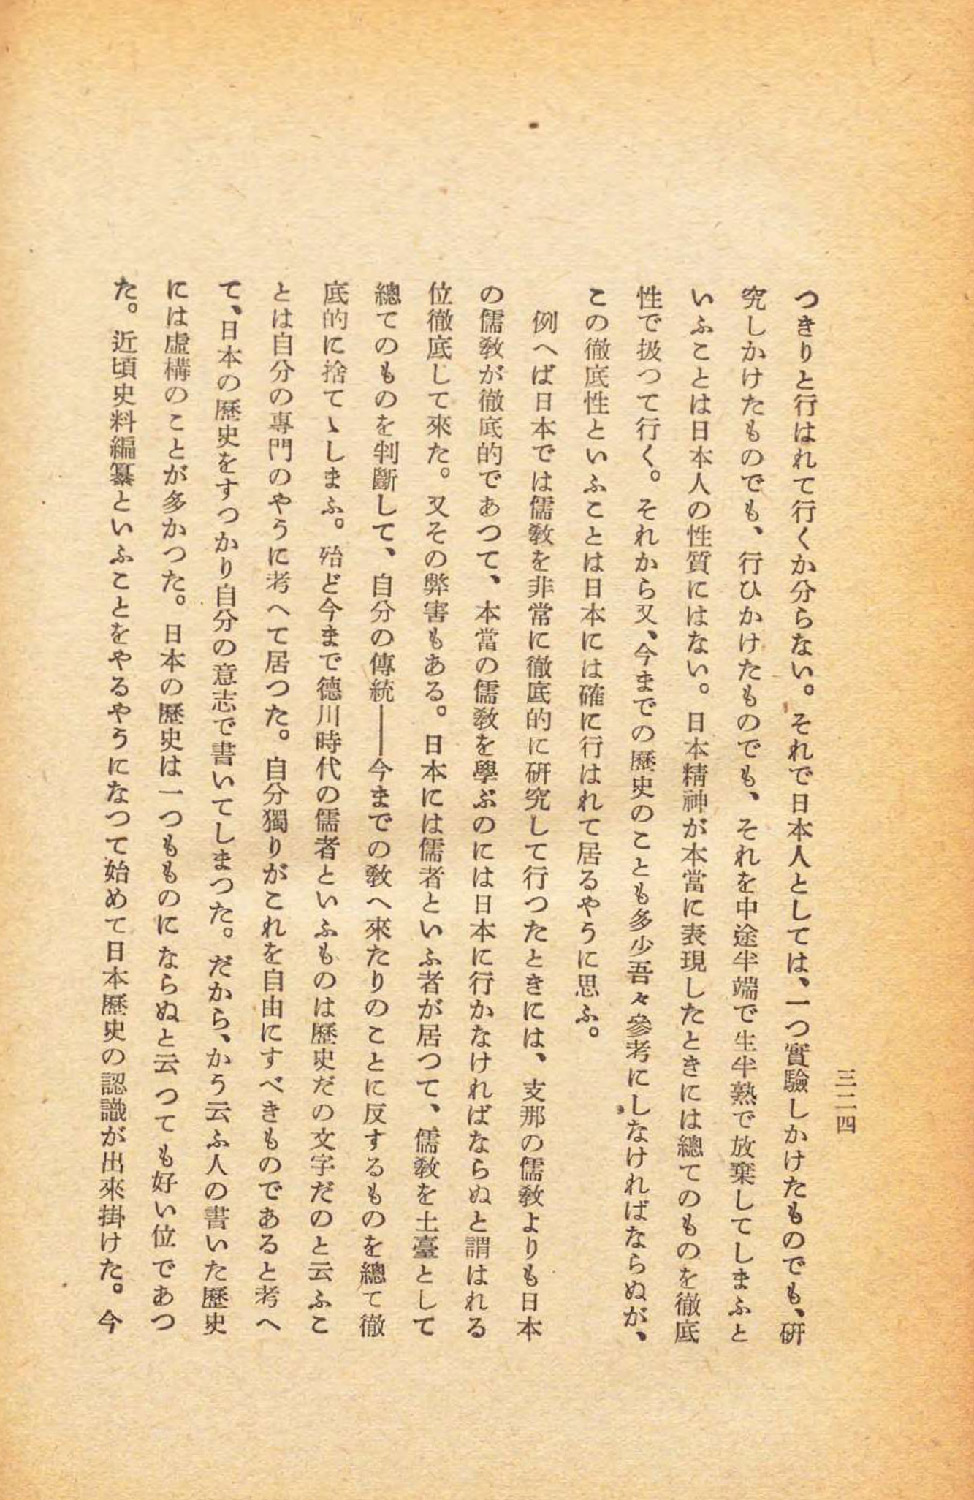 三二四
つきりと行はれて行くか分らない。それで日本人としては、一つ實驗しかけたものでも、硏
究しかけたものでも、行ひかけたものでも、それを中途半端で生半熟で放棄してしまふと
いふことは日本人の性質にはない。日本精神が本當に表現したときには總てのものを徹底
性で扱つて行く。それから又、今までの歷史のことも多少吾々參考にしなければならぬが、
この徹底性といふことは日本には確に行はれて居るやうに思ふ。
例へば日本では儒敎を非常に徹底的に硏究して行つたときには、支那の儒敎よりも日本
の儒敎が徹底的であつて、本當の儒敎を學ぶのには日本に行かなければならぬと謂はれる
位徹底して來た。又その弊害もある。日本には儒者といふ者が居つて、儒敎を土臺として
總てのものを判斷して、自分の傳統――今までの敎へ來たりのことに反するものを總て徹
底的に捨てゝしまふ。殆ど今まで德川時代の儒者といふものは歷史だの文字だのと云ふこ
とは自分の專門のやうに考へて居つた。自分獨りがこれを自由にすべきものであると考へ
て、日本の歷史をすつかり自分の意志で書いてしまつた。だから、かう云ふ人の書いた歷史
には虛構のことが多かつた。日本の歷史は一つもものにならぬと云つても好い位であつ
た。近頃史料編纂といふことをやるやうになつて始めて日本歷史の認識が出來掛けた。今